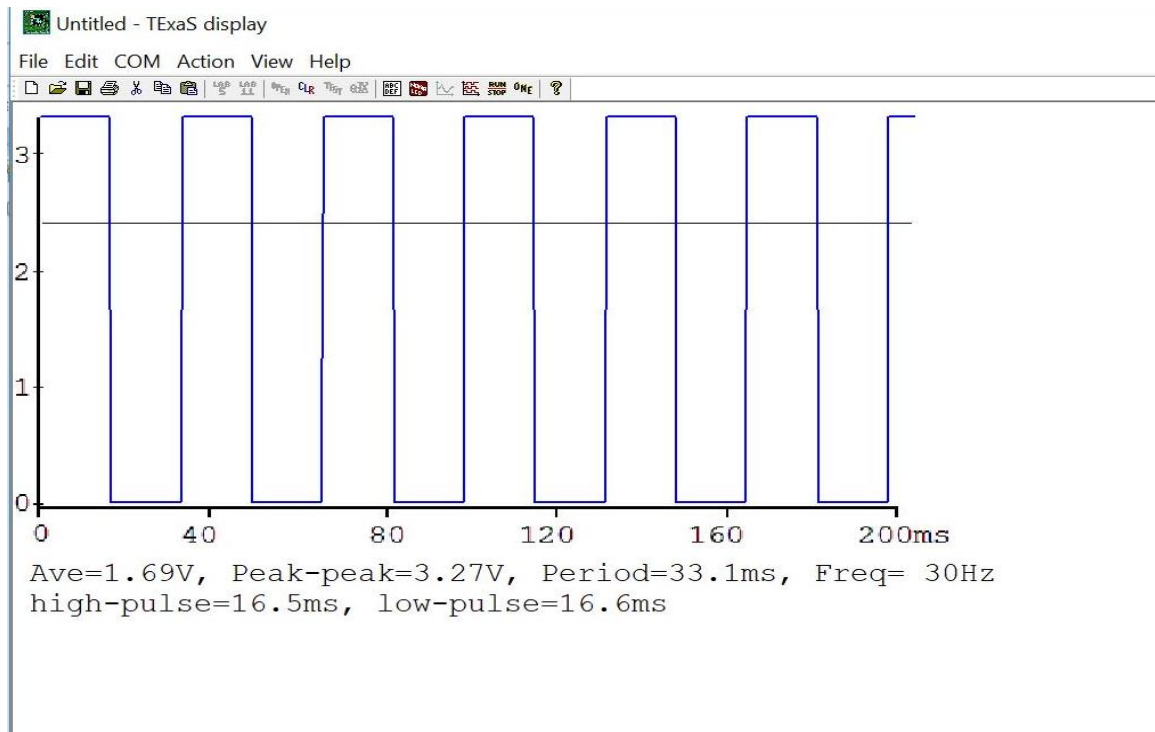 Untitled - TExaS display
File Edit COM Action View Help
3
2
1
0
0 40 80 120 160 200ms
Ave=1.69V, Peak-peak=3.27V, Period=33.1ms, Freq= 30Hz
high-pulse=16.5ms, low-pulse=16.6ms